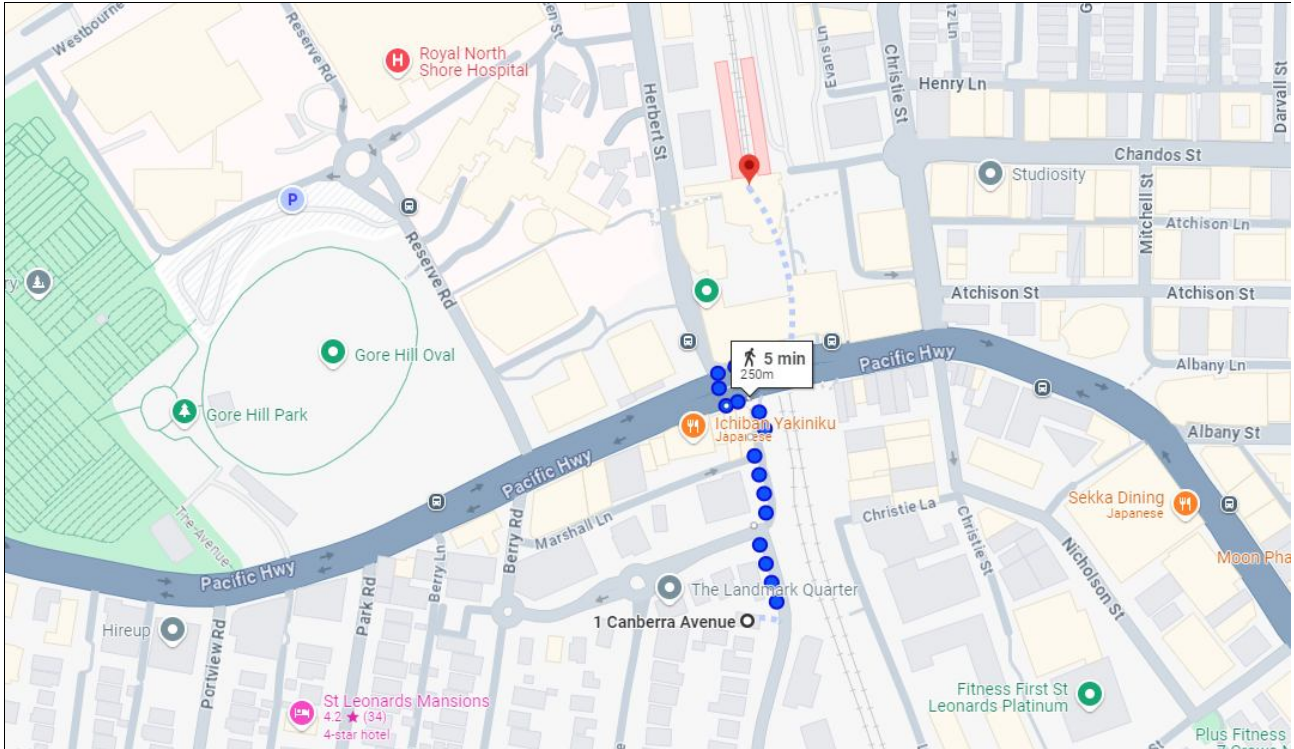 Westbourne
Reserve Rd
Royal North
Shore Hospital
Herbert St
Evans Ln
Christie St
Henry Ln
Darvall St
Chandos St
Studiosity
Mitchell St
Atchison Ln
P
Reserve Rd
Atchison St
Atchison St
Gore Hill Oval
5 min
250m
Pacific Hwy
Albany Ln
Gore Hill Park
Ichiban Yakiniku
Japanese
Albany St
Pacific Hwy
Sekka Dining
Japanese
Christie La
Marshall Ln
The Avenue
Berry Rd
Christie St
Nicholson St
Moon Pha
Pacific Hwy
Park Rd
Berry Ln
The Landmark Quarter
1 Canberra Avenue
Hireup
Portview Rd
St Leonards Mansions
4.2 ★ (34)
4-star hotel
Fitness First St
Leonards Platinum
Plus Fitness